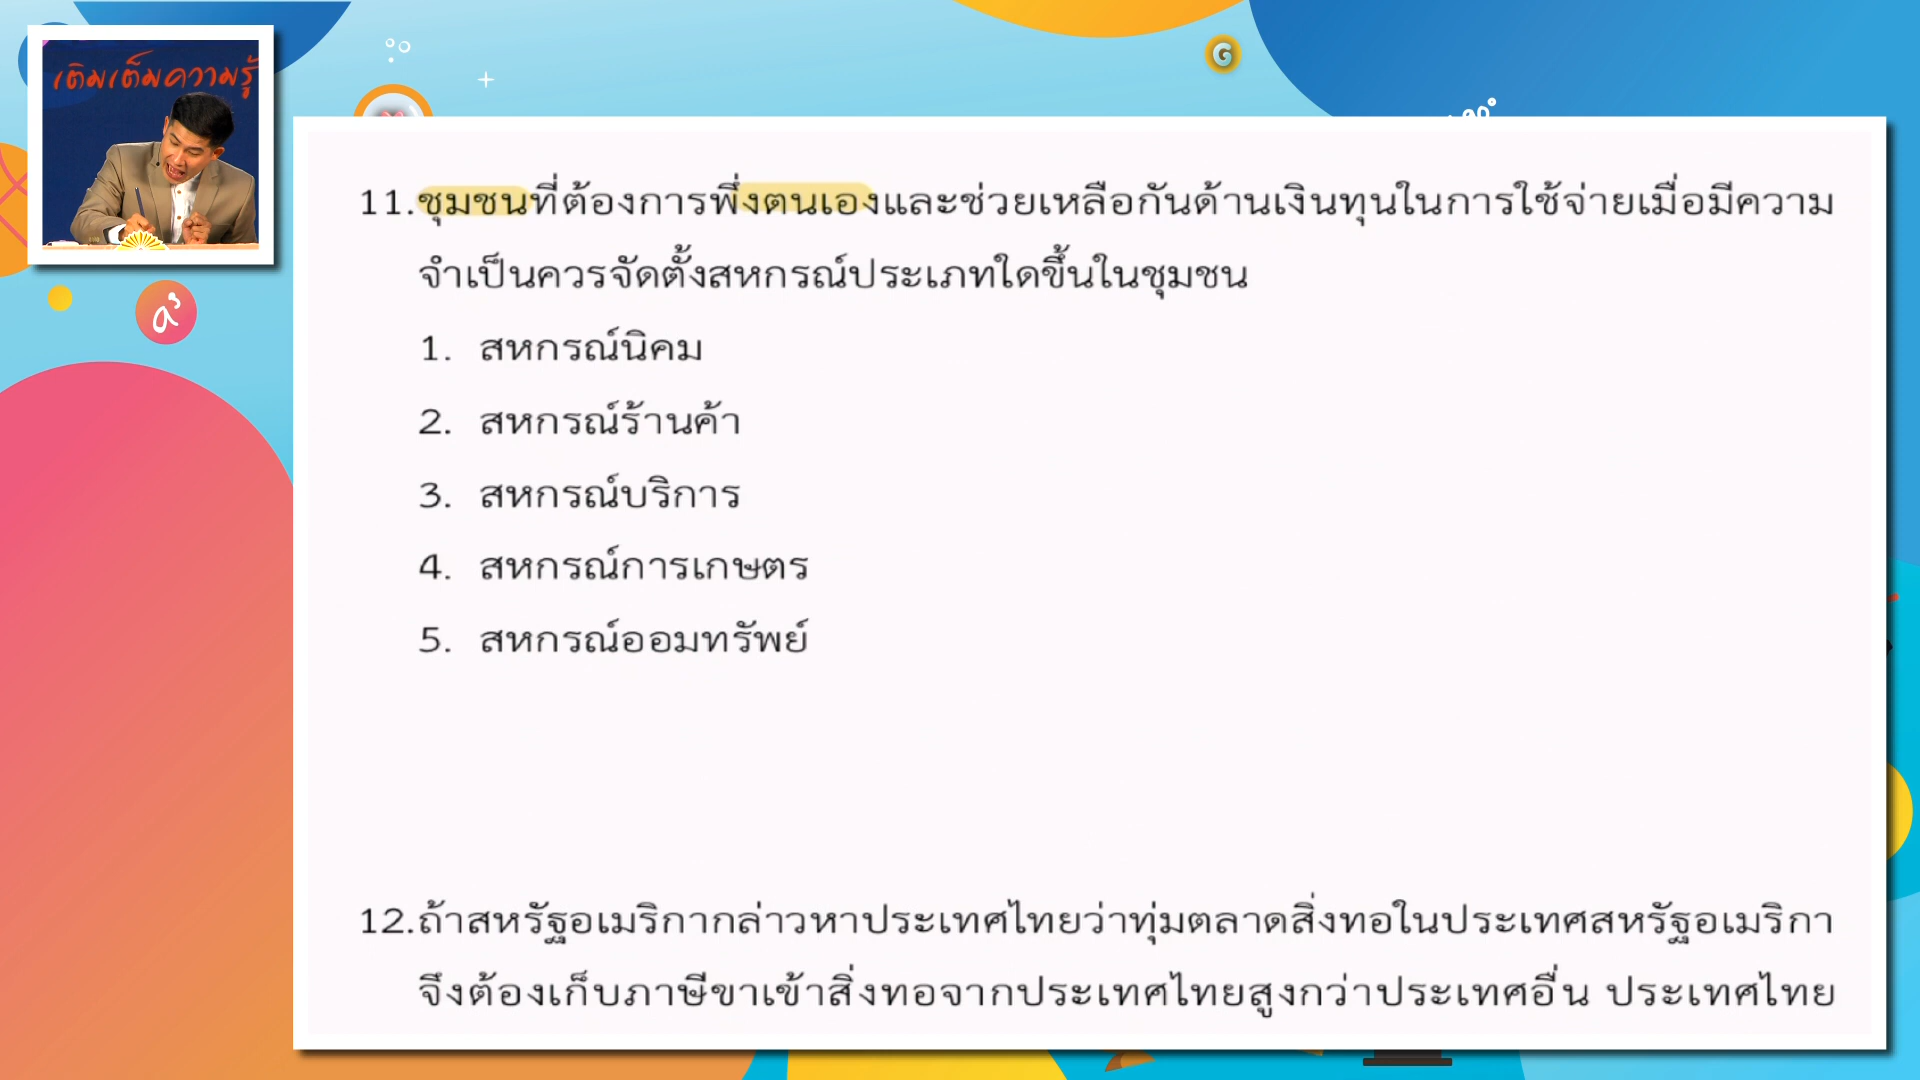 เติมเต็มความรู้
11.ชุมชนที่ต้องการพึ่งตนเองและช่วยเหลือกันด้านเงินทุนในการใช้จ่ายเมื่อมีความ
จำเป็นควรจัดตั้งสหกรณ์ประเภทใดขึ้นในชุมชน
1. สหกรณ์นิคม
2. สหกรณ์ร้านค้า
3. สหกรณ์บริการ
4. สหกรณ์การเกษตร
5. สหกรณ์ออมทรัพย์
12.ถ้าสหรัฐอเมริกากล่าวหาประเทศไทยว่าทุ่มตลาดสิ่งทอในประเทศสหรัฐอเมริกา
จึงต้องเก็บภาษีขาเข้าสิ่งทอจากประเทศไทยสูงกว่าประเทศอื่น ประเทศไทย